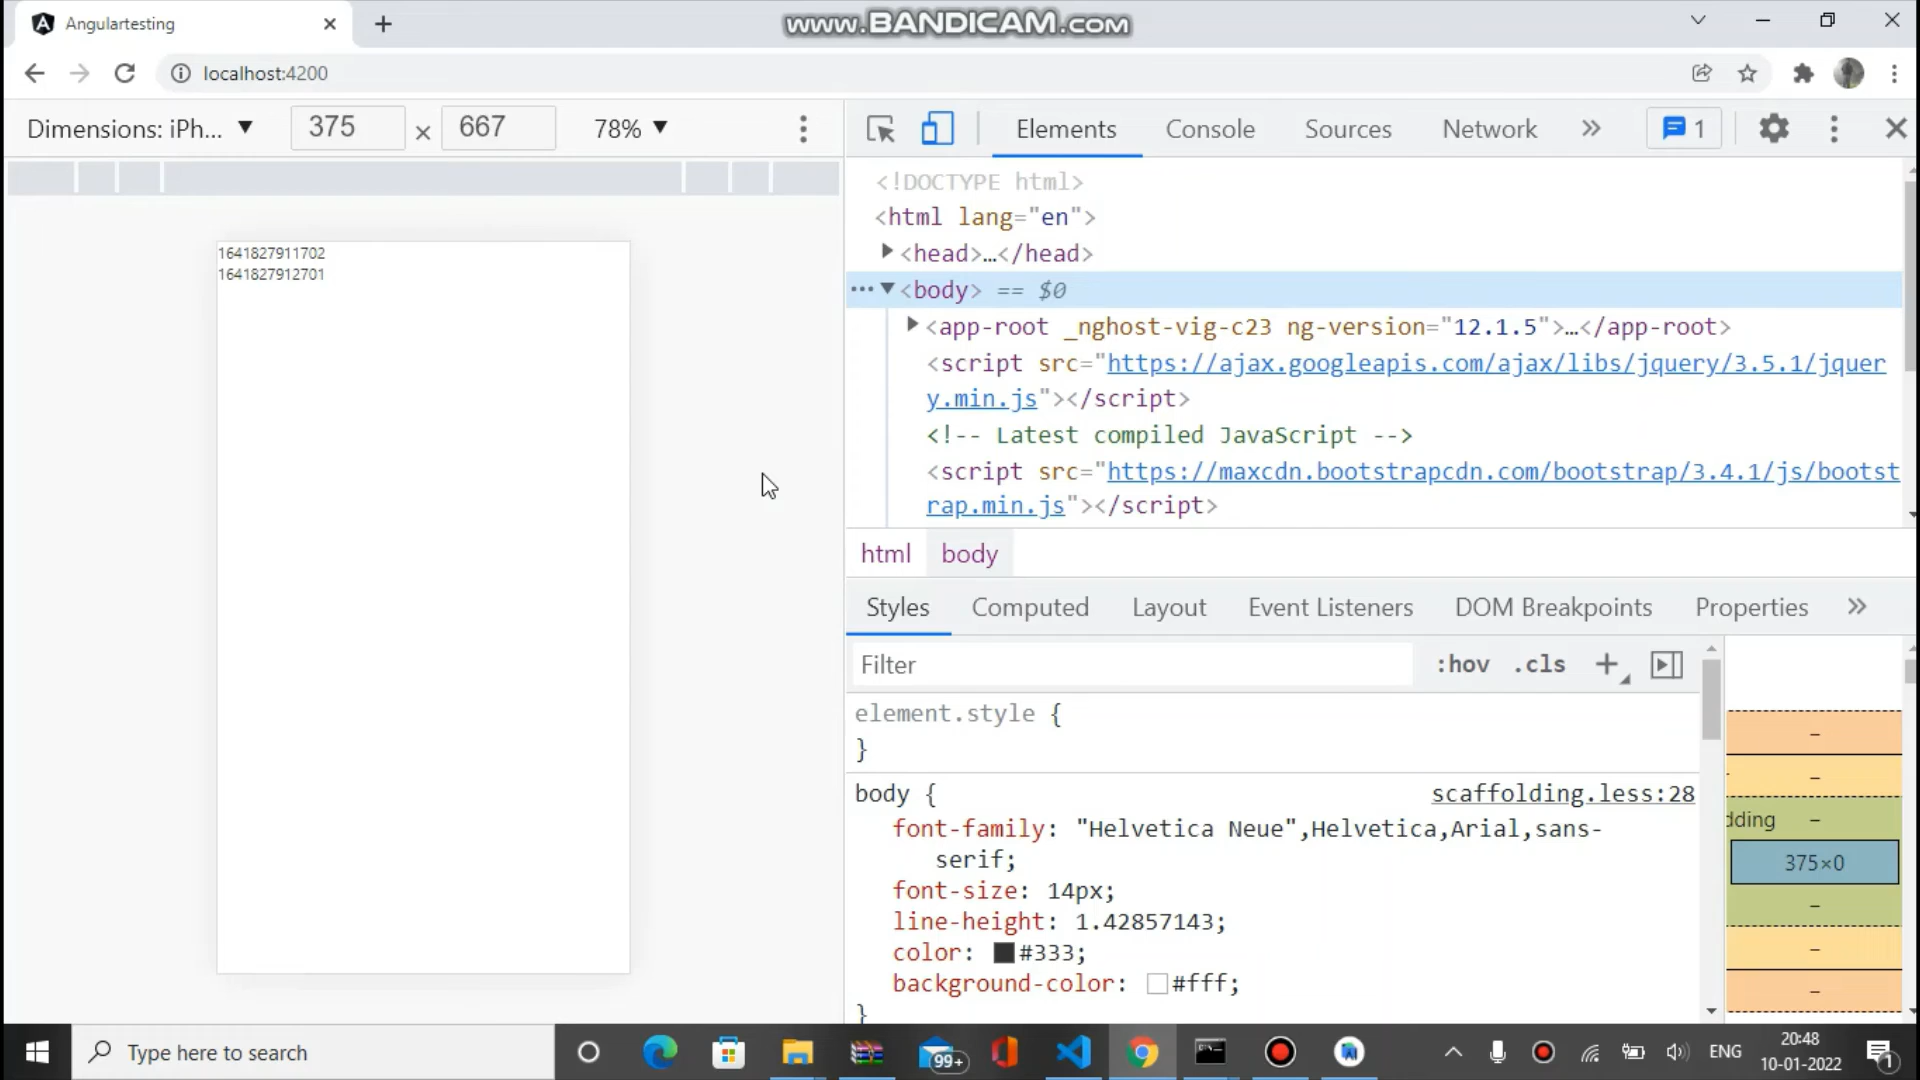 Angulartesting
www.BANDICAM.com
localhost:4200
Dimensions: iPh... 375 × 667 78%
Elements Console Sources Network 1
1641827911702
1641827912701
<!DOCTYPE html>
<html lang="en">
<head>…</head>
<body> == $0
<app-root _nghost-vig-c23 ng-version="12.1.5">…</app-root>
<script src="https://ajax.googleapis.com/ajax/libs/jquery/3.5.1/jquer
y.min.js"></script>
<!-- Latest compiled JavaScript -->
<script src="https://maxcdn.bootstrapcdn.com/bootstrap/3.4.1/js/bootst
rap.min.js"></script>
html body
Styles Computed Layout Event Listeners DOM Breakpoints Properties
Filter :hov .cls
element.style {
}
body { scaffolding.less:28
font-family: "Helvetica Neue",Helvetica,Arial,sans-
serif;
font-size: 14px;
line-height: 1.42857143;
color: #333;
background-color: #fff;
}
–
–
dding –
375×0
–
–
–
Type here to search
99+
ENG
20:48
10-01-2022
1